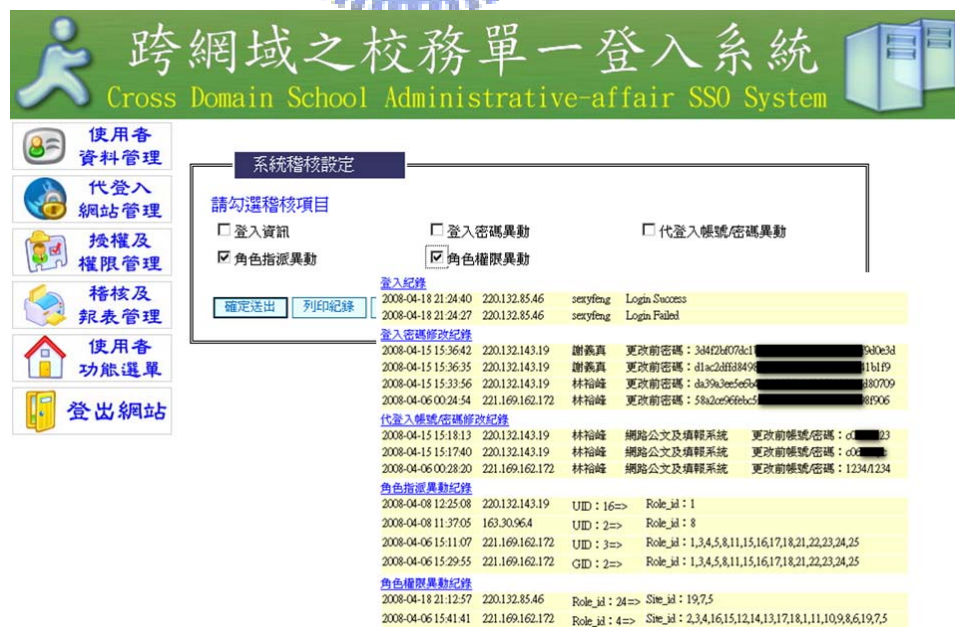 跨網域之校務單一登入系統
Cross Domain School Administrative-affair SSO System
使用者
資料管理
代登入
網站管理
授權及
權限管理
稽核及
報表管理
使用者
功能選單
登出網站
系統稽核設定
請勾選稽核項目
登入資訊 登入密碼異動 代登入帳號/密碼異動
角色指派異動 角色權限異動
確定送出 列印紀錄
登入紀錄
2008-04-18 21:24:40 220.132.85.46 sexyfeng Login Success
2008-04-18 21:24:27 220.132.85.46 sexyfeng Login Failed
登入密碼修改紀錄
2008-04-15 15:36:42 220.132.143.19 謝義真 更改前密碼：3d4f2bf07dc1 9d0e3d
2008-04-15 15:36:35 220.132.143.19 謝義真 更改前密碼：d1ac2dffd8498 41b1f9
2008-04-15 15:33:56 220.132.143.19 林裕峰 更改前密碼：da39a3ee5e6b4 d80709
2008-04-06 00:24:54 221.169.162.172 林裕峰 更改前密碼：58a2ce96febc5 8f906
代登入帳號/密碼修改紀錄
2008-04-15 15:18:13 220.132.143.19 林裕峰 網路公文及填報系統 更改前帳號/密碼：c0 23
2008-04-15 15:17:40 220.132.143.19 林裕峰 網路公文及填報系統 更改前帳號/密碼：c06
2008-04-06 00:28:20 221.169.162.172 林裕峰 網路公文及填報系統 更改前帳號/密碼：1234/1234
角色指派異動紀錄
2008-04-08 12:25:08 220.132.143.19 UID：16=> Role_id：1
2008-04-08 11:37:05 163.30.96.4 UID：2=> Role_id：8
2008-04-06 15:11:07 221.169.162.172 UID：3=> Role_id：1,3,4,5,8,11,15,16,17,18,21,22,23,24,25
2008-04-06 15:29:55 221.169.162.172 GID：2=> Role_id：1,3,4,5,8,11,15,16,17,18,21,22,23,24,25
角色權限異動紀錄
2008-04-18 21:12:57 220.132.85.46 Role_id：24=> Site_id：19,7,5
2008-04-06 15:41:41 221.169.162.172 Role_id：4=> Site_id：2,3,4,16,15,12,14,13,17,18,1,11,10,9,8,6,19,7,5